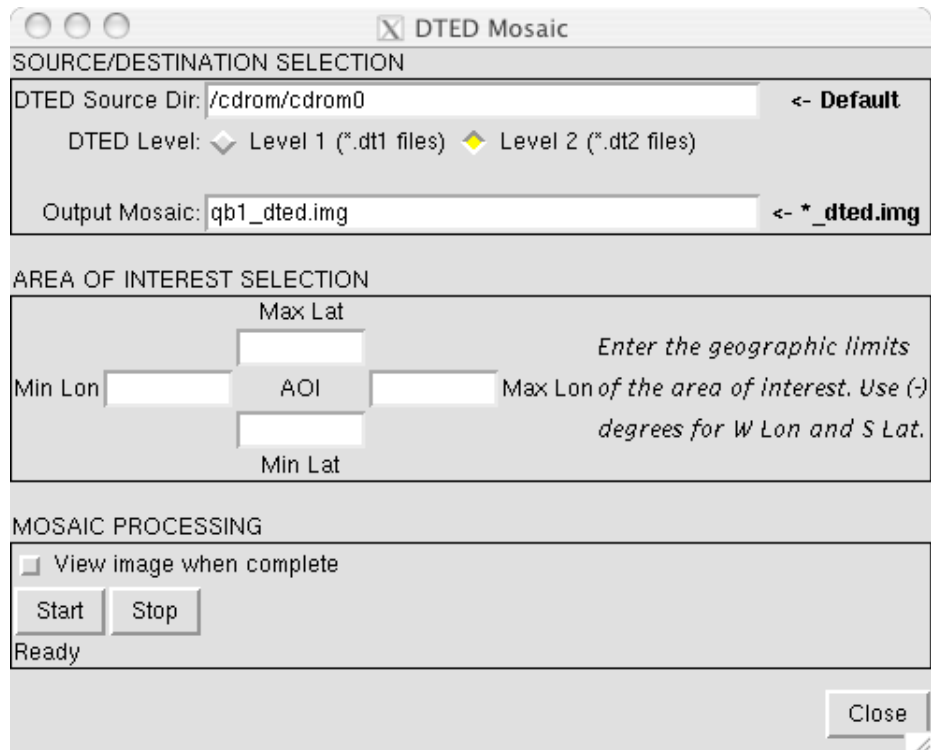 DTED Mosaic
SOURCE/DESTINATION SELECTION
DTED Source Dir: /cdrom/cdrom0 <- Default
DTED Level: Level 1 (*.dt1 files) Level 2 (*.dt2 files)
Output Mosaic: qb1_dted.img <- *_dted.img
AREA OF INTEREST SELECTION
Max Lat
Enter the geographic limits
Min Lon AOI Max Lon of the area of interest. Use (-)
degrees for W Lon and S Lat.
Min Lat
MOSAIC PROCESSING
View image when complete
Start Stop
Ready
Close